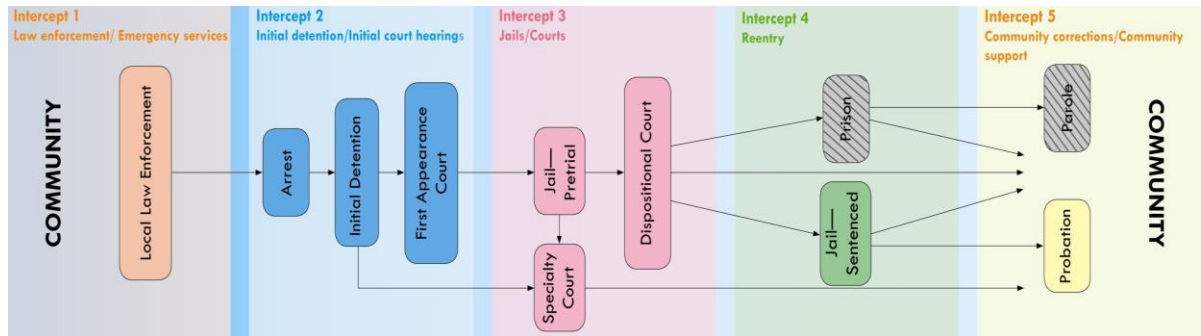 Intercept 1
Law enforcement/ Emergency services
Intercept 2
Initial detention/Initial court hearings
Intercept 3
Jails/Courts
Intercept 4
Reentry
Intercept 5
Community corrections/Community
support
COMMUNITY
Local Law Enforcement
Arrest
Initial Detention
First Appearance
Court
Jail—
Pretrial
Specialty
Court
Dispositional Court
Prison
Jail—
Sentenced
Parole
Probation
COMMUNITY